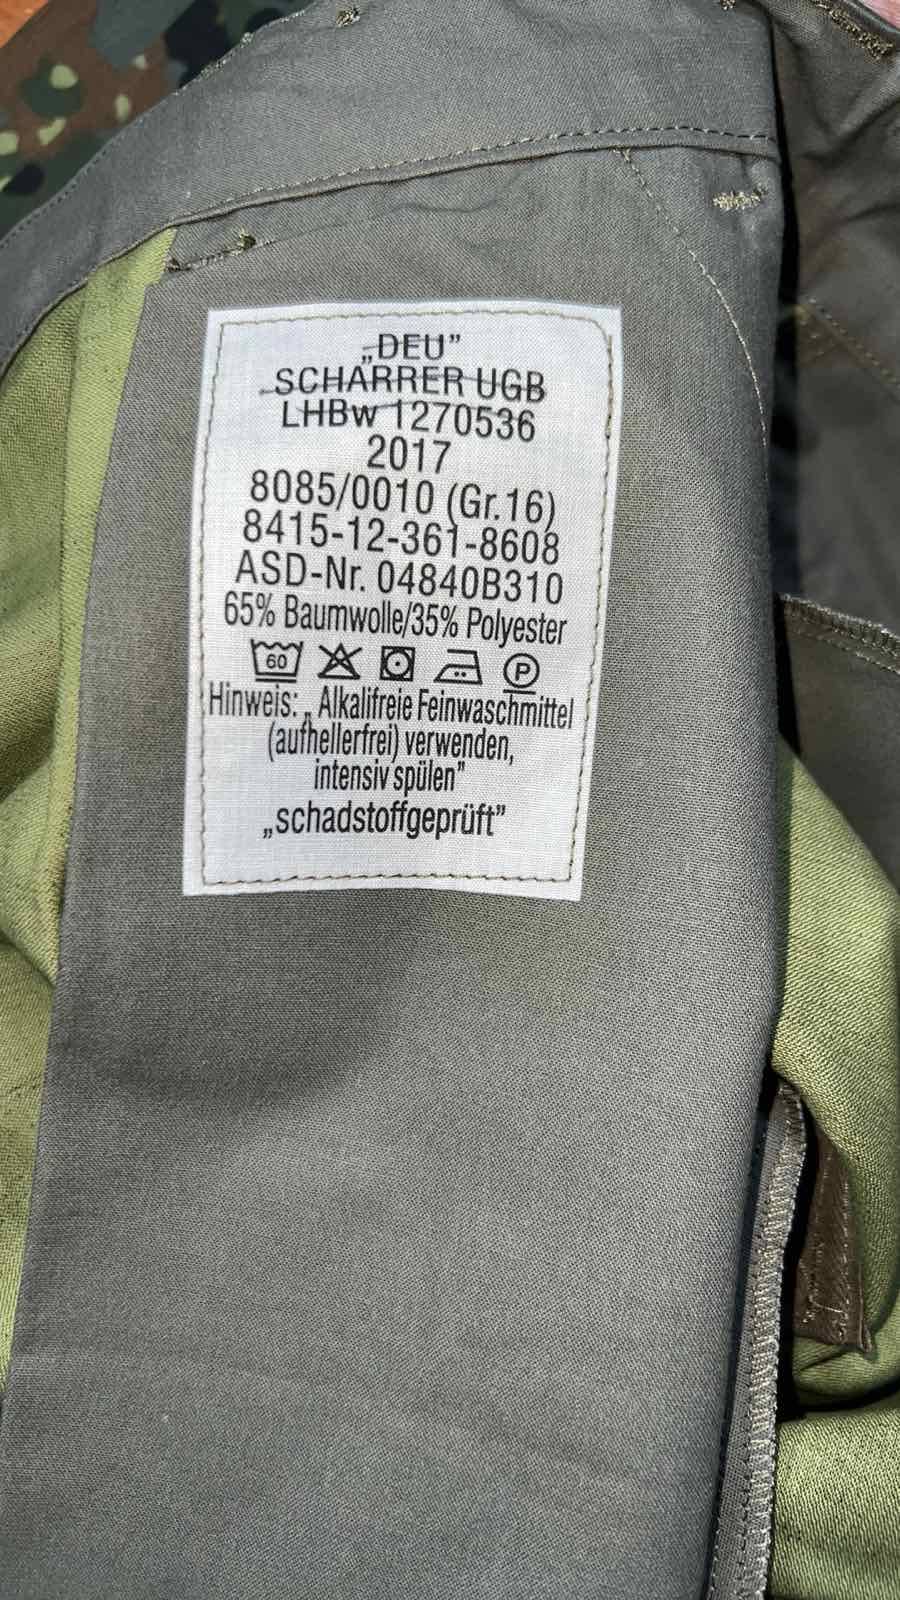 „DEU”
SCHARRER UGB
LHBw 1270536
2017
8085/0010 (Gr.16)
8415-12-361-8608
ASD-Nr. 04840B310
65% Baumwolle/35% Polyester
60 P
Hinweis: „ Alkalifreie Feinwaschmittel
(aufhellerfrei) verwenden,
intensiv spülen”
„schadstoffgeprüft”